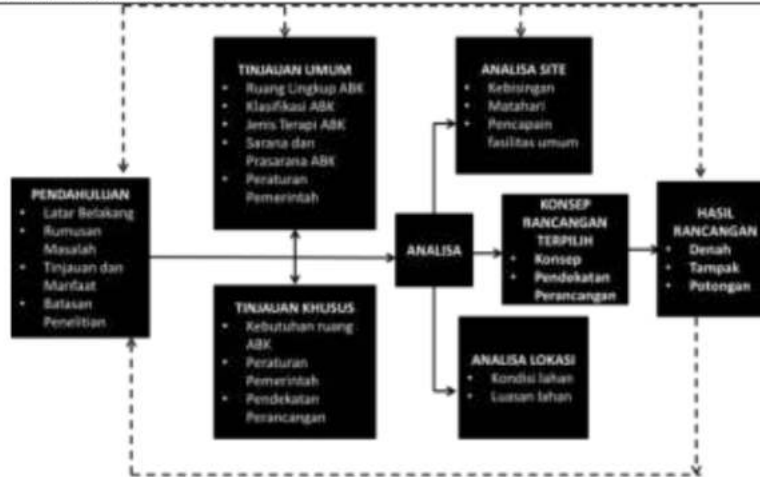 PENDAHULUAN
• Latar Belakang
• Rumusan
Masalah
• Tinjauan dan
Manfaat
• Batasan
Penelitian
TINJAUAN UMUM
• Ruang Lingkup ABK
• Klasifikasi ABK
• Jenis Terapi ABK
• Sarana dan
Prasarana ABK
• Peraturan
Pemerintah
TINJAUAN KHUSUS
• Kebutuhan ruang
ABK
• Peraturan
Pemerintah
• Pendekatan
Perancangan
ANALISA
ANALISA SITE
• Kebisingan
• Matahari
• Pencapain
fasilitas umum
KONSEP
RANCANGAN
TERPILIH
• Konsep
• Pendekatan
Perancangan
ANALISA LOKASI
• Kondisi lahan
• Luasan lahan
HASIL
RANCANGAN
• Denah
• Tampak
• Potongan